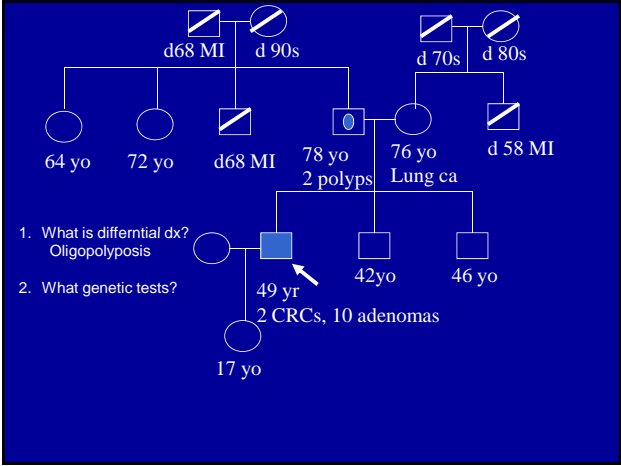 d68 MI
d 90s
d 70s
d 80s
64 yo
72 yo
d68 MI
78 yo
2 polyps
76 yo
Lung ca
d 58 MI
1. What is differntial dx?
Oligopolyposis
2. What genetic tests?
49 yr
2 CRCs, 10 adenomas
42yo
46 yo
17 yo